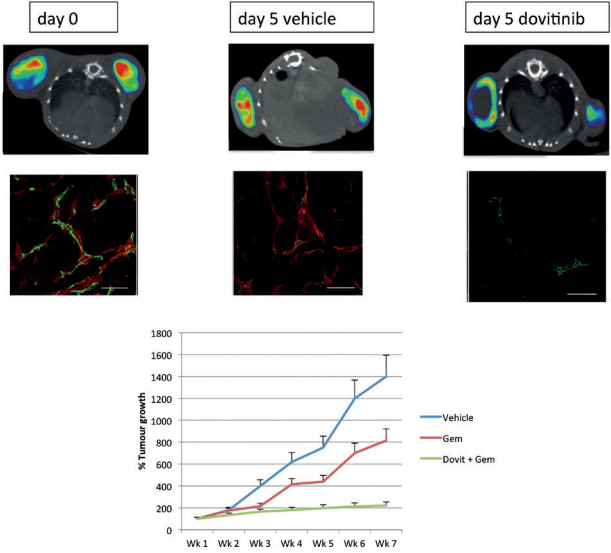 day 0
day 5 vehicle
day 5 dovitinib
1800
1600
1400
1200
1000
800
600
400
200
0
% Tumour growth
Wk 1 Wk 2 Wk 3 Wk 4 Wk 5 Wk 6 Wk 7
Vehicle
Gem
Dovit + Gem